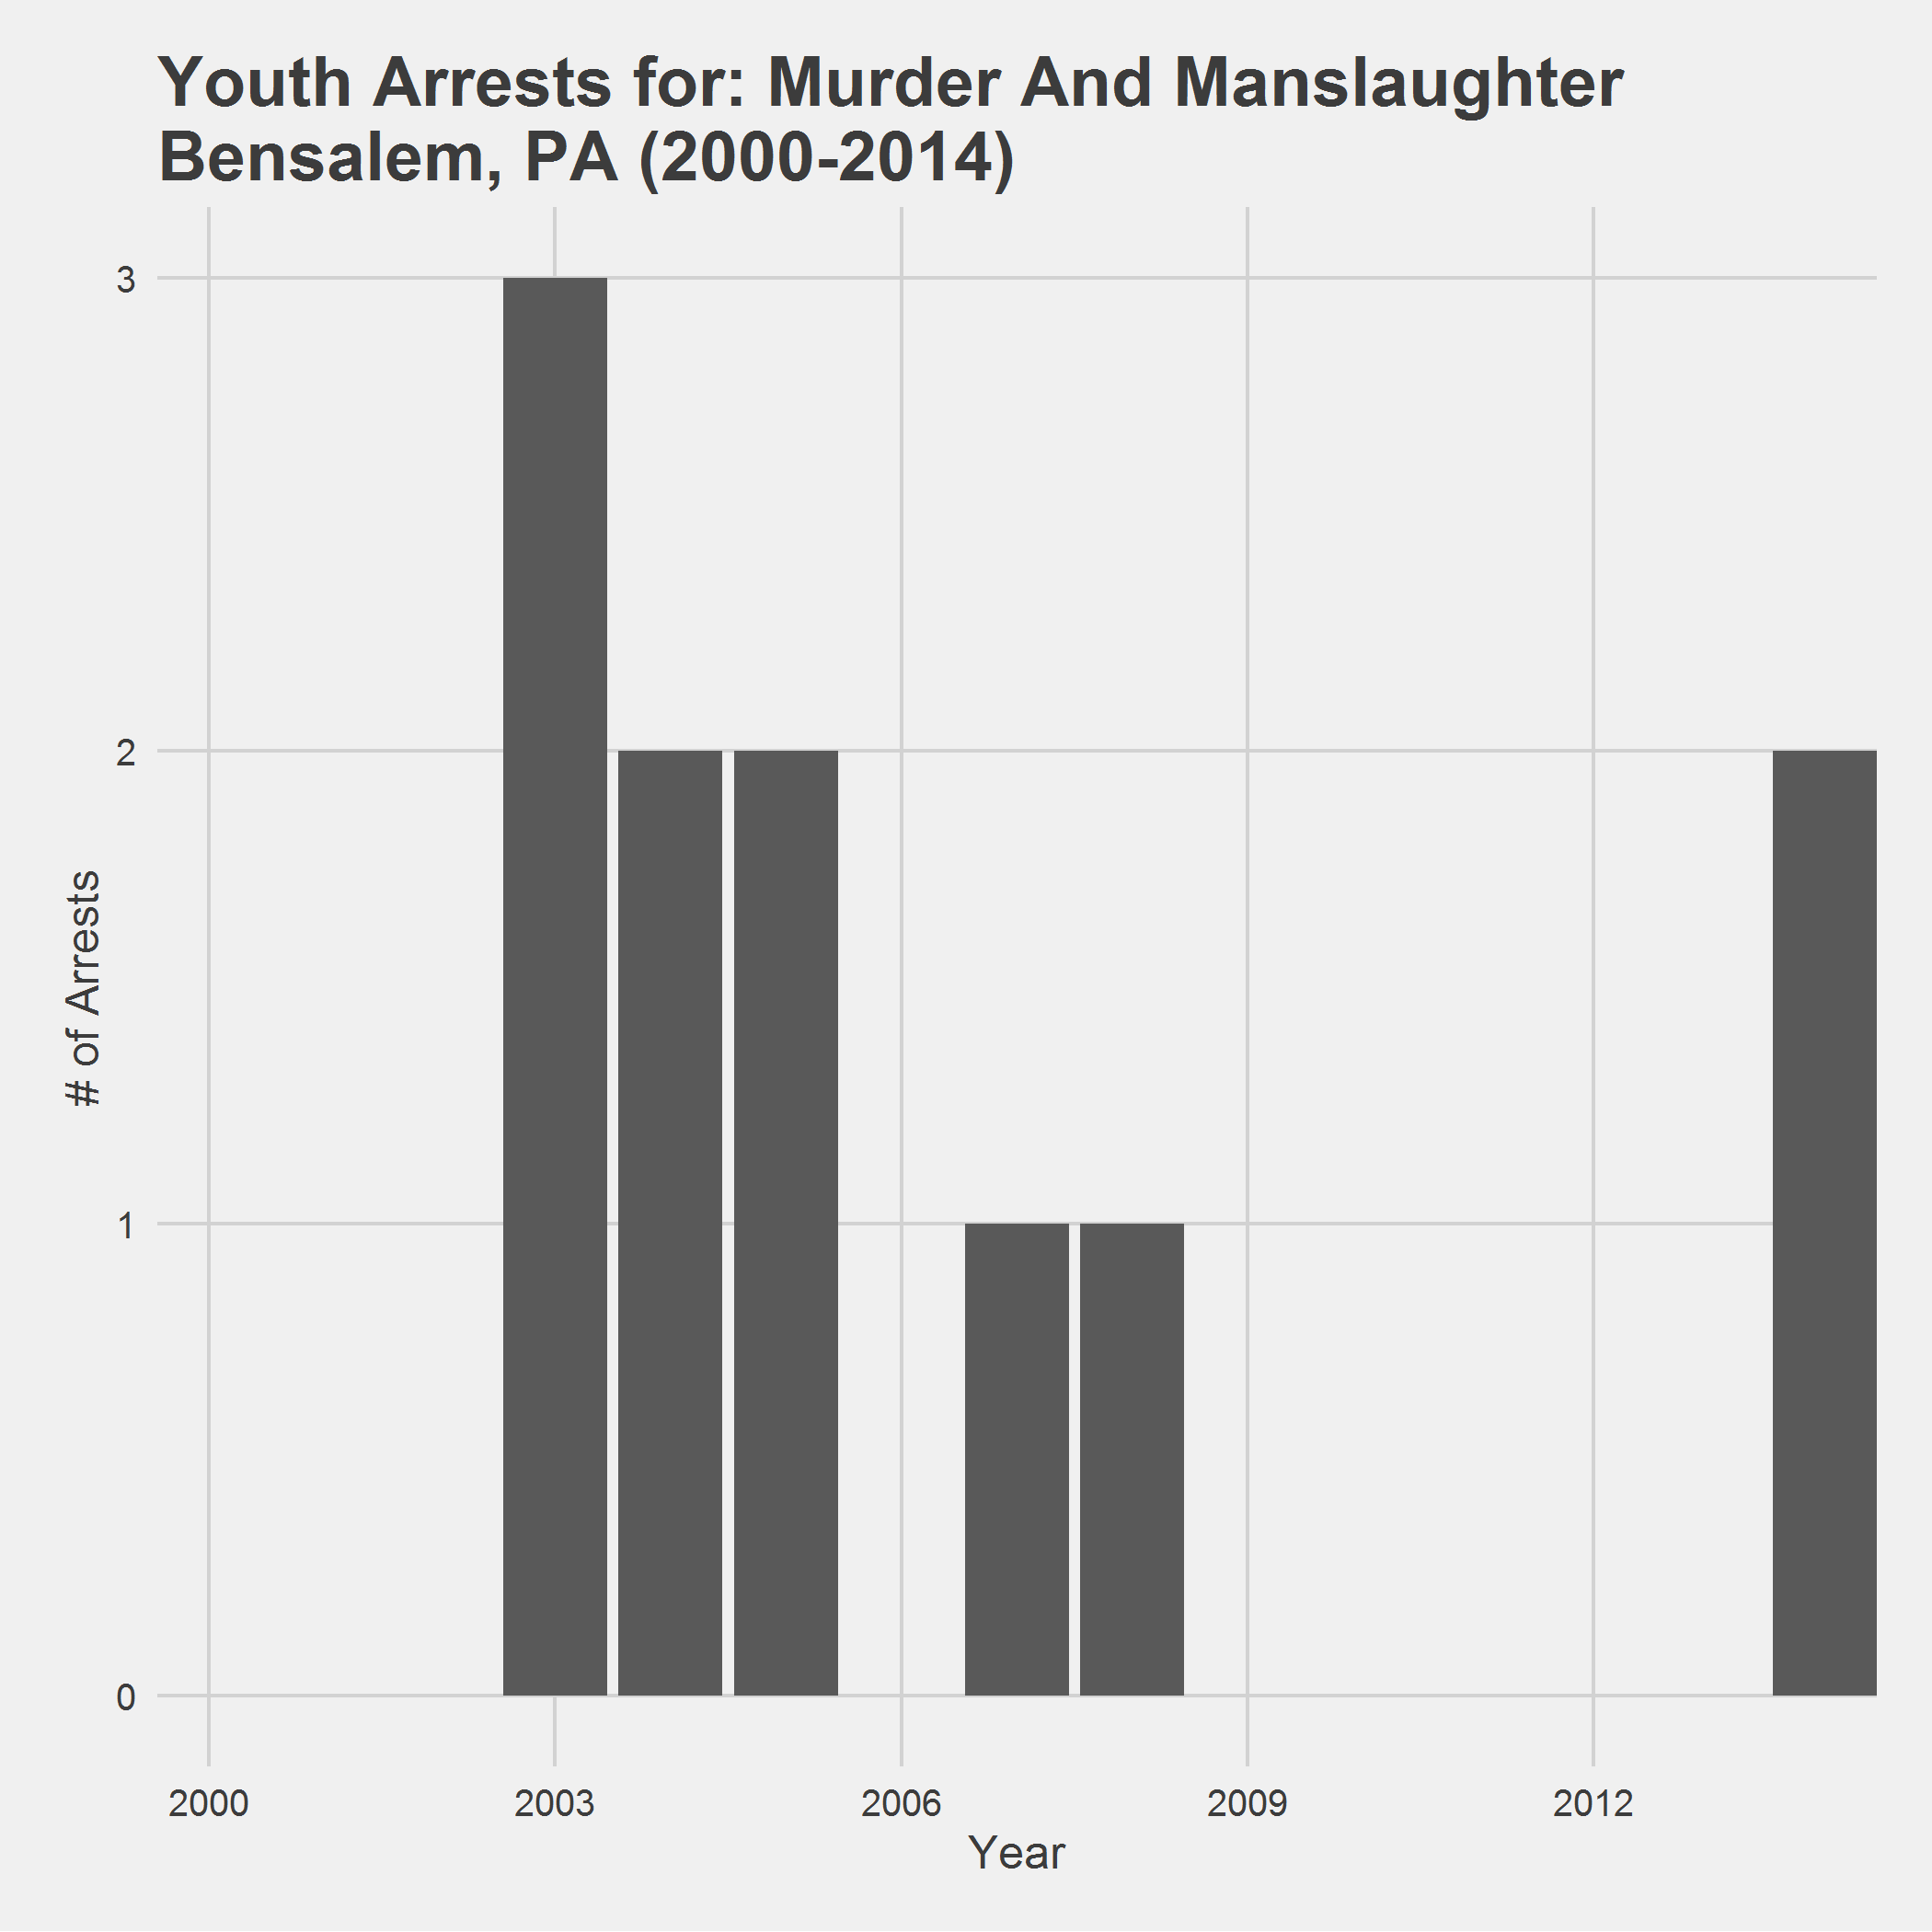 Youth Arrests for: Murder And Manslaughter
Bensalem, PA (2000-2014)
3
2
1
0
# of Arrests
2000 2003 2006 2009 2012
Year